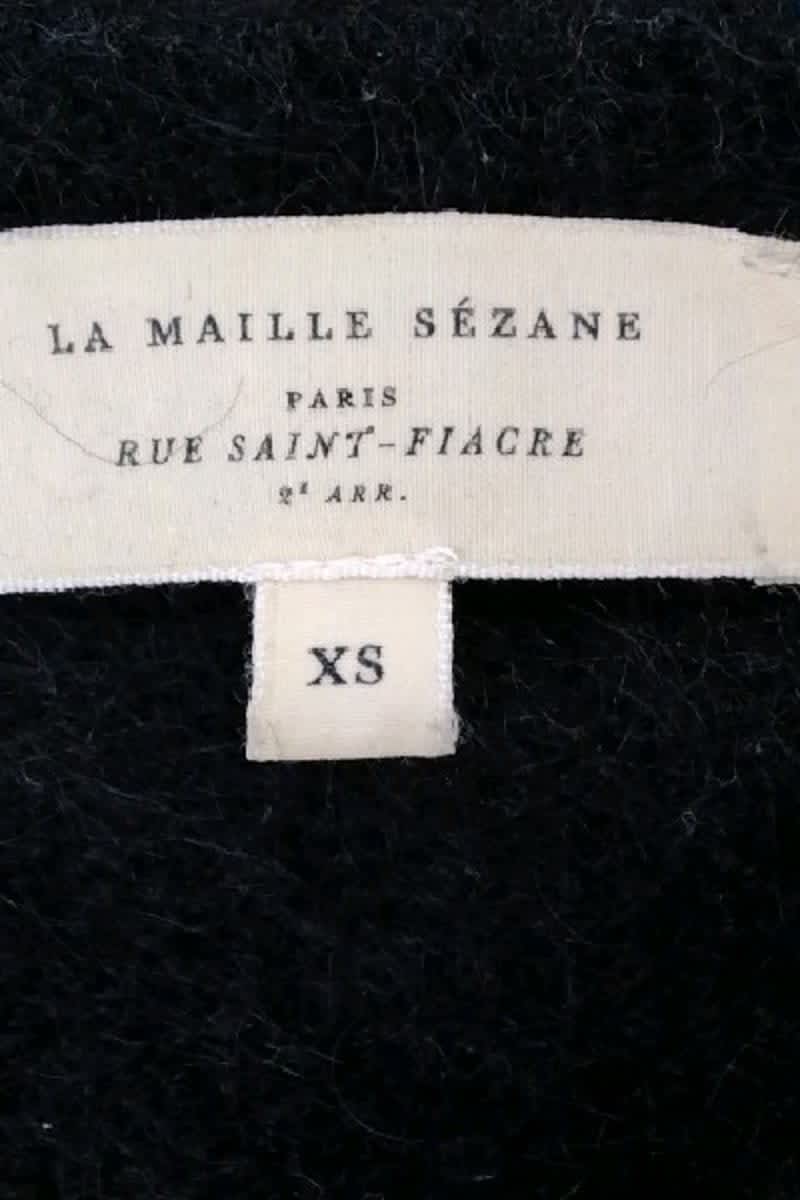 LA MAILLE SÉZANE
PARIS
RUE SAINT-FIACRE
2ᴱ ARR.
XS